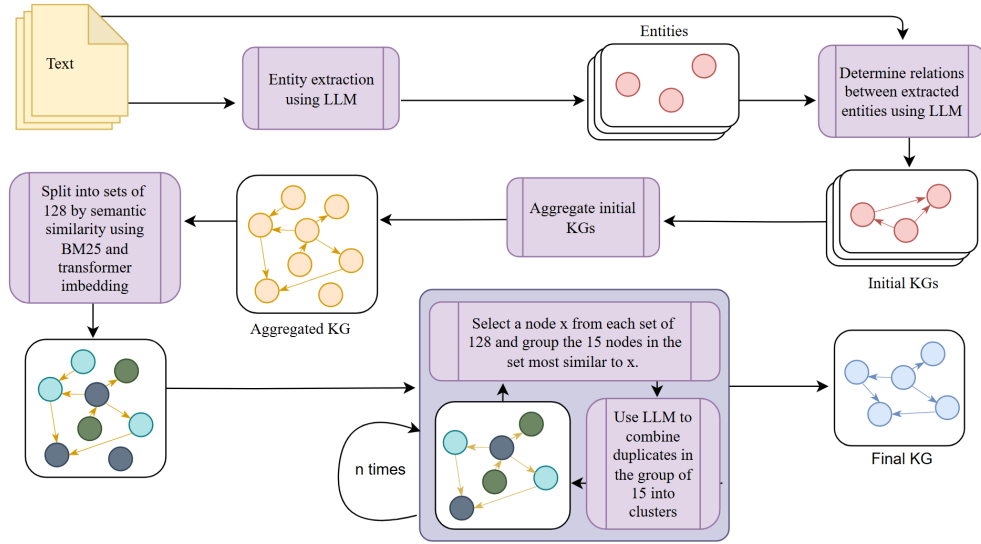 Text
Entity extraction
using LLM
Entities
Determine relations
between extracted
entities using LLM
Split into sets of
128 by semantic
similarity using
BM25 and
transformer
imbedding
Aggregated KG
Aggregate initial
KGs
Initial KGs
Select a node x from each set of
128 and group the 15 nodes in the
set most similar to x.
n times
Use LLM to
combine
duplicates in
the group of
15 into
clusters
Final KG